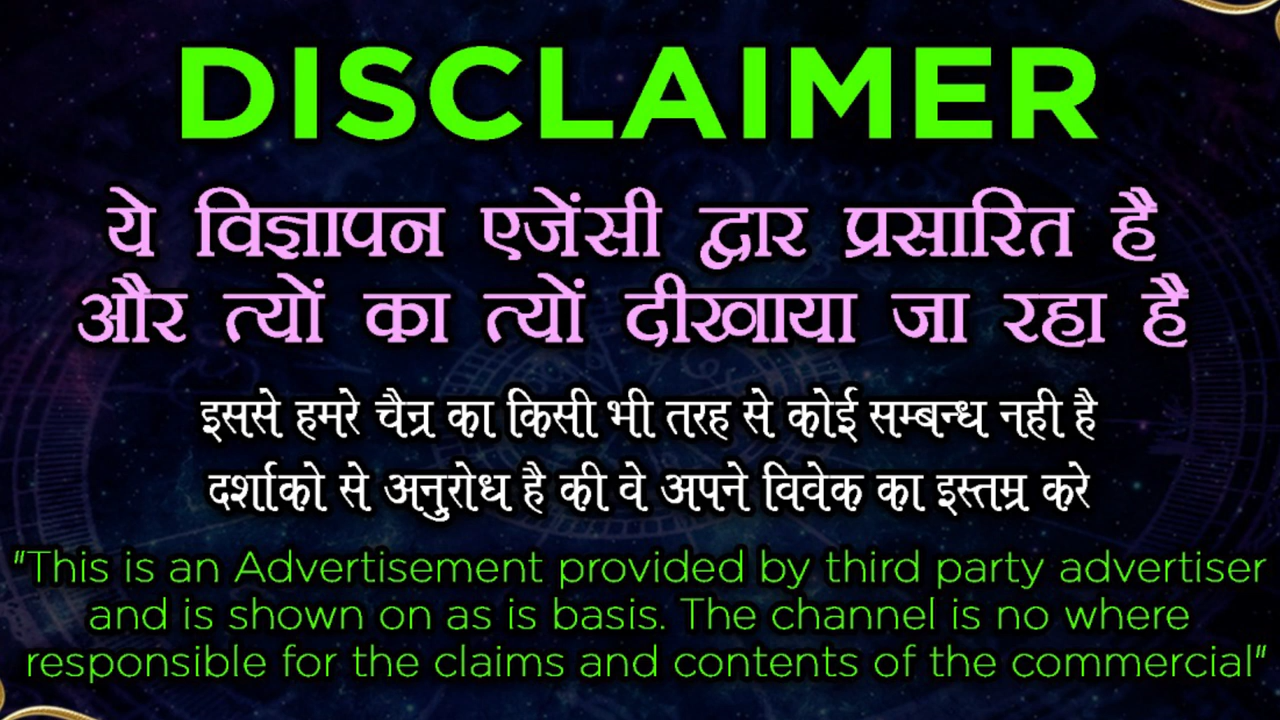 DISCLAIMER
ये विज्ञापन एजेंसी द्वार प्रसारित है
और त्यों का त्यों दीखाया जा रहा है
इससे हमरे चैन्र का किसी भी तरह से कोई सम्बन्ध नही है
दर्शाको से अनुरोध है की वे अपने विवेक का इस्तम्र करे
"This is an Advertisement provided by third party advertiser
and is shown on as is basis. The channel is no where
responsible for the claims and contents of the commercial"